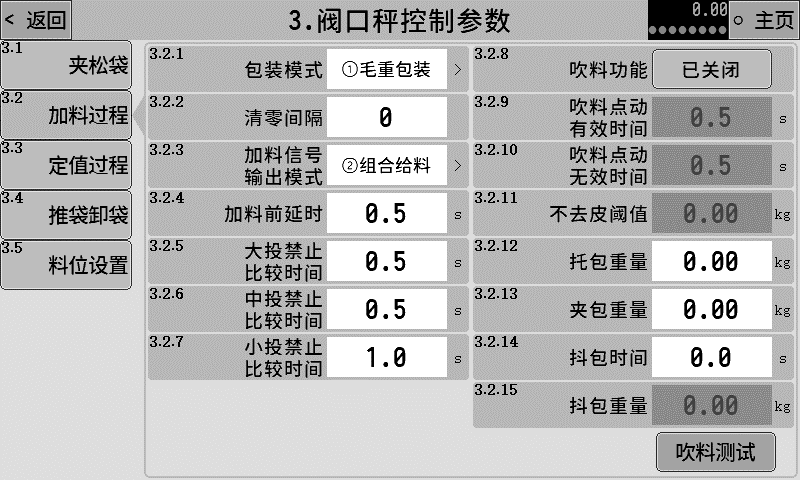 < 返回
3.阀口秤控制参数
0.00
主页
3.1
夹松袋
3.2
加料过程
3.3
定值过程
3.4
推袋卸袋
3.5
料位设置
3.2.1
包装模式
①毛重包装 >
3.2.2
清零间隔
0
3.2.3
加料信号
输出模式
②组合给料 >
3.2.4
加料前延时
0.5 s
3.2.5
大投禁止
比较时间
0.5 s
3.2.6
中投禁止
比较时间
0.5 s
3.2.7
小投禁止
比较时间
1.0 s
3.2.8
吹料功能
已关闭
3.2.9
吹料点动
有效时间
0.5 s
3.2.10
吹料点动
无效时间
0.5 s
3.2.11
不去皮阈值
0.00 kg
3.2.12
托包重量
0.00 kg
3.2.13
夹包重量
0.00 kg
3.2.14
抖包时间
0.0 s
3.2.15
抖包重量
0.00 kg
吹料测试